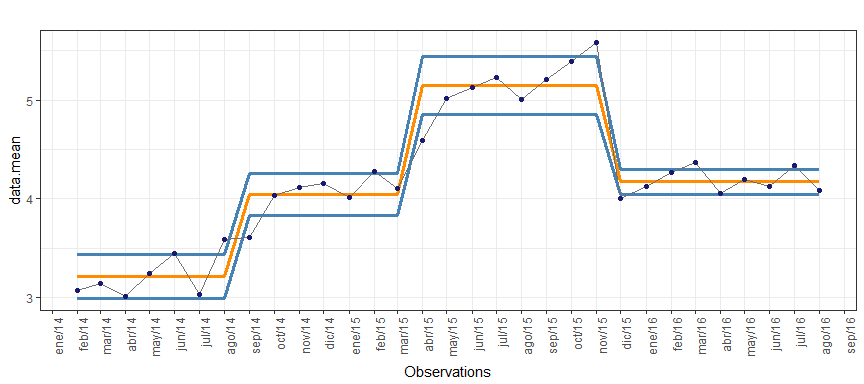 data.mean
5
4
3
ene/14
feb/14
mar/14
abr/14
may/14
jun/14
jul/14
ago/14
sep/14
oct/14
nov/14
dic/14
ene/15
feb/15
mar/15
abr/15
may/15
jun/15
jul/15
ago/15
sep/15
oct/15
nov/15
dic/15
ene/16
feb/16
mar/16
abr/16
may/16
jun/16
jul/16
ago/16
sep/16
Observations